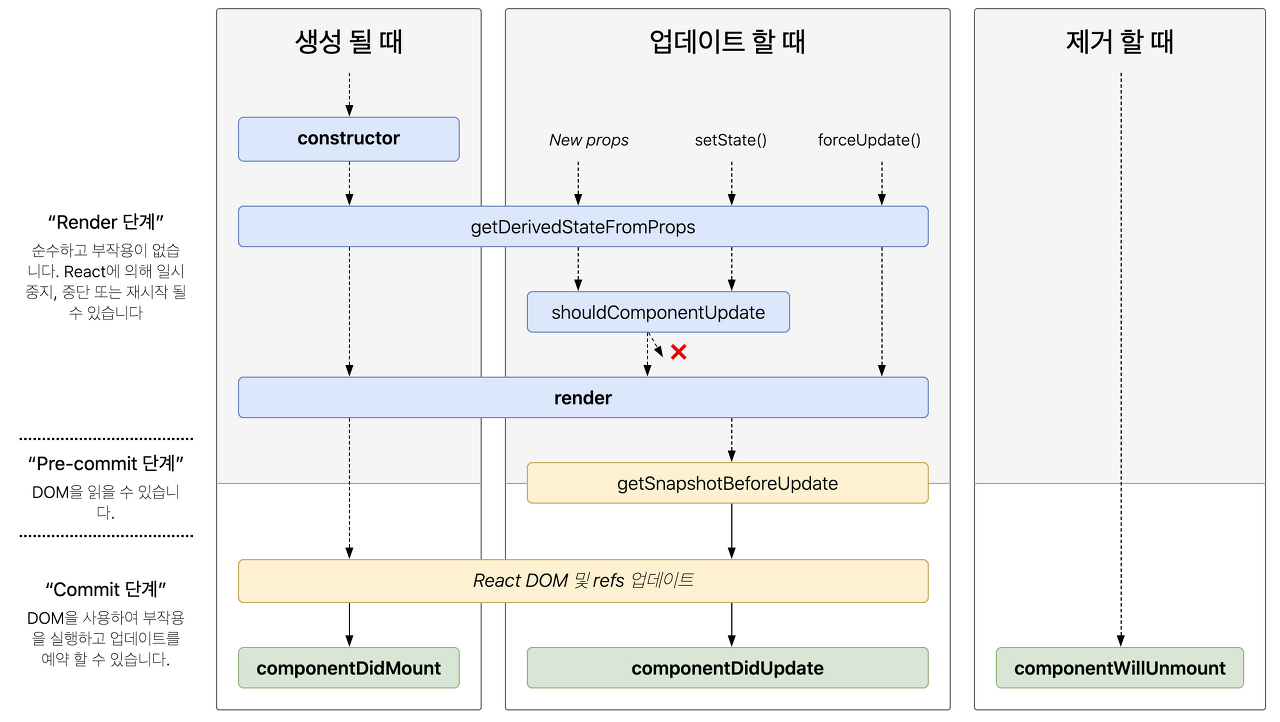 생성 될 때
업데이트 할 때
제거 할 때
constructor
New props
setState()
forceUpdate()
“Render 단계”
순수하고 부작용이 없습
니다. React에 의해 일시
중지, 중단 또는 재시작 될
수 있습니다
getDerivedStateFromProps
shouldComponentUpdate
render
“Pre-commit 단계”
DOM을 읽을 수 있습니
다.
getSnapshotBeforeUpdate
“Commit 단계”
DOM을 사용하여 부작용
을 실행하고 업데이트를
예약 할 수 있습니다.
React DOM 및 refs 업데이트
componentDidMount
componentDidUpdate
componentWillUnmount